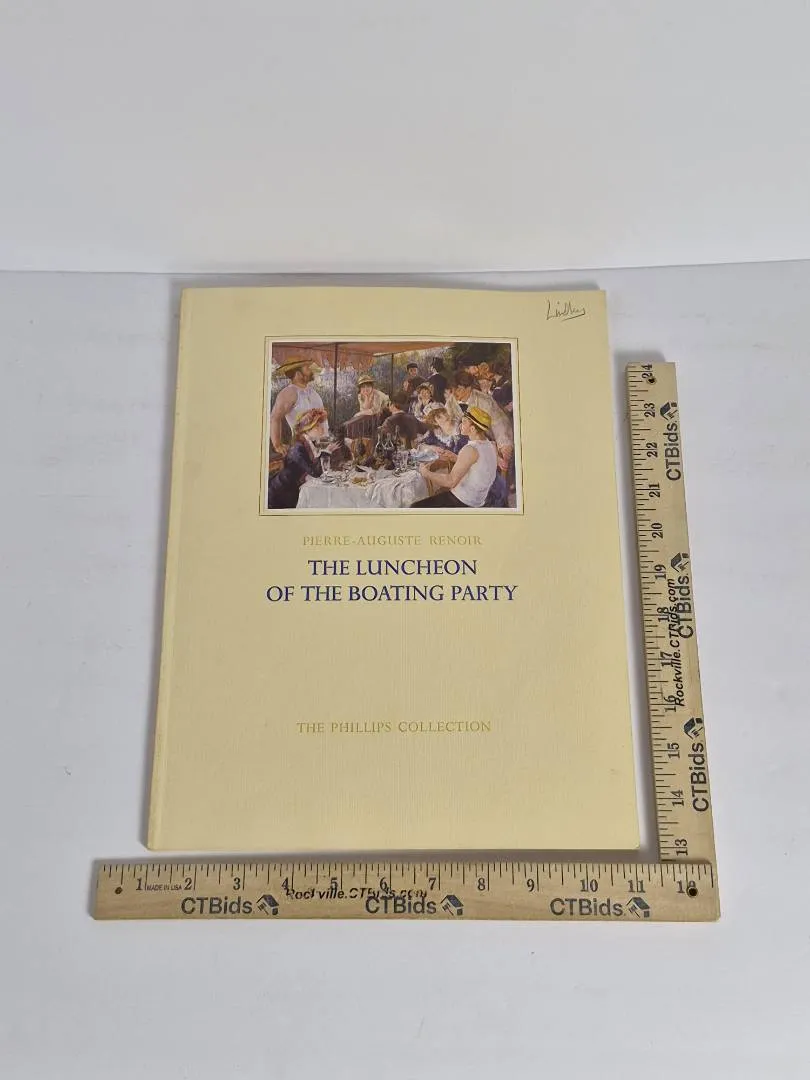 PIERRE-AUGUSTE RENOIR
THE LUNCHEON
OF THE BOATING PARTY
THE PHILLIPS COLLECTION
24
23
22
21
20
19
18
17
16
15
14
13
CTBids
CTBids
CTBids
Rockville.CTBids.com
1 2 3 4 5 6 7 8 9 10 11 12
MADE IN USA
Rockville.CTBids.com
CTBids CTBids CTBids